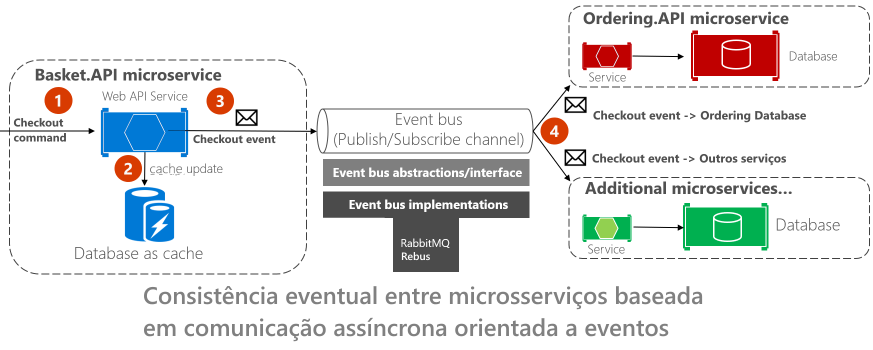 Basket.API microservice
1
Web API Service
3
Checkout
command
Checkout event
2
cache update
Database as cache
Event bus
(Publish/Subscribe channel)
Event bus abstractions/interface
Event bus implementations
RabbitMQ
Rebus
4
Ordering.API microservice
Service
Database
Checkout event -> Ordering Database
Checkout event -> Outros serviços
Additional microservices...
Service
Database
Consistência eventual entre microsserviços baseada
em comunicação assíncrona orientada a eventos